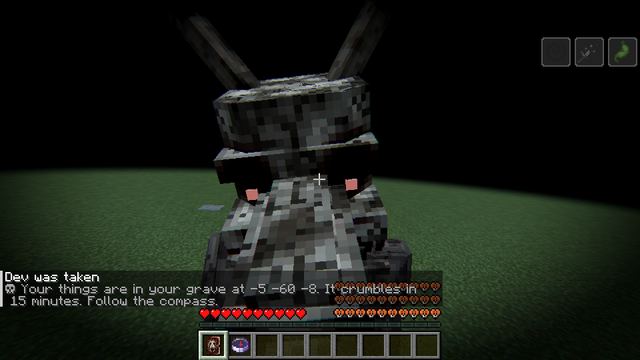 Dev was taken
☠ Your things are in your grave at -5 -60 -8. It crumbles in
15 minutes. Follow the compass.